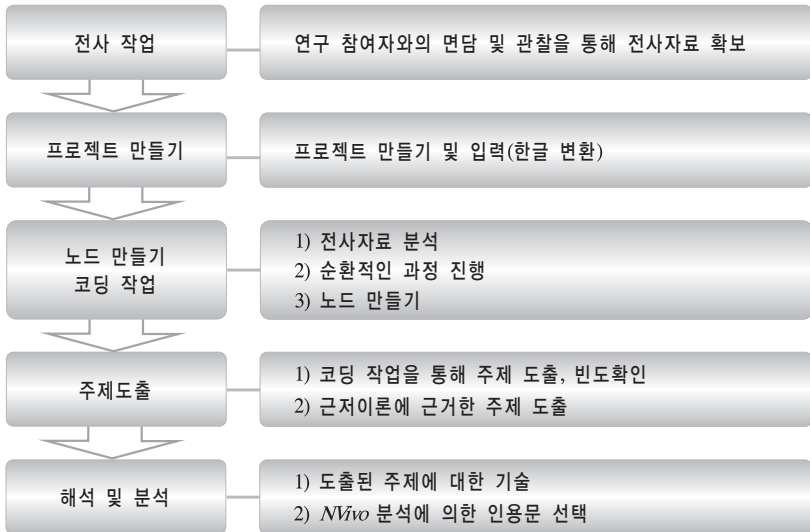 전사 작업
연구 참여자와의 면담 및 관찰을 통해 전사자료 확보
프로젝트 만들기
프로젝트 만들기 및 입력(한글 변환)
노드 만들기
코딩 작업
1) 전사자료 분석
2) 순환적인 과정 진행
3) 노드 만들기
주제도출
1) 코딩 작업을 통해 주제 도출, 빈도확인
2) 근저이론에 근거한 주제 도출
해석 및 분석
1) 도출된 주제에 대한 기술
2) NVivo 분석에 의한 인용문 선택